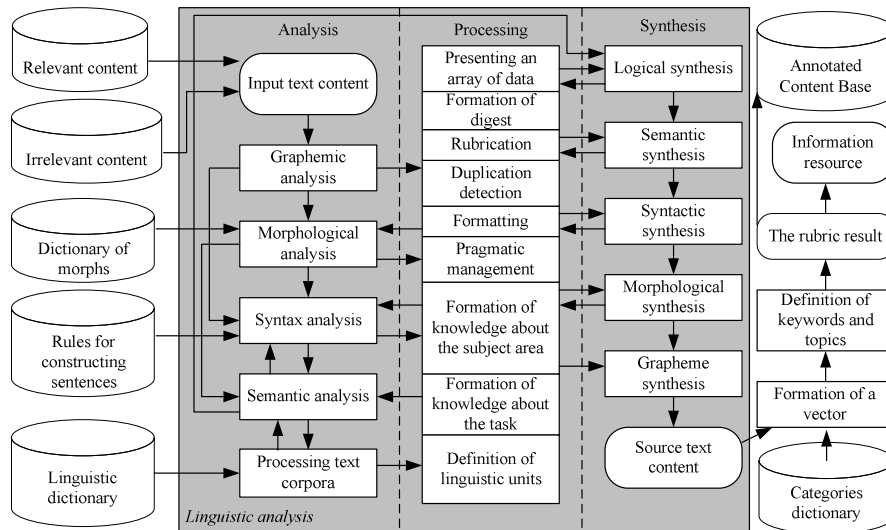 Analysis
Processing
Synthesis
Relevant content
Irrelevant content
Dictionary of
morphs
Rules for
constructing
sentences
Linguistic
dictionary
Input text content
Graphemic
analysis
Morphological
analysis
Syntax analysis
Semantic analysis
Processing text
corpora
Linguistic analysis
Presenting an
array of data
Formation of
digest
Rubrication
Duplication
detection
Formatting
Pragmatic
management
Formation of
knowledge about
the subject area
Formation of
knowledge about
the task
Definition of
linguistic units
Logical synthesis
Semantic
synthesis
Syntactic
synthesis
Morphological
synthesis
Grapheme
synthesis
Source text
content
Annotated
Content Base
Information
resource
The rubric result
Definition of
keywords and
topics
Formation of a
vector
Categories
dictionary